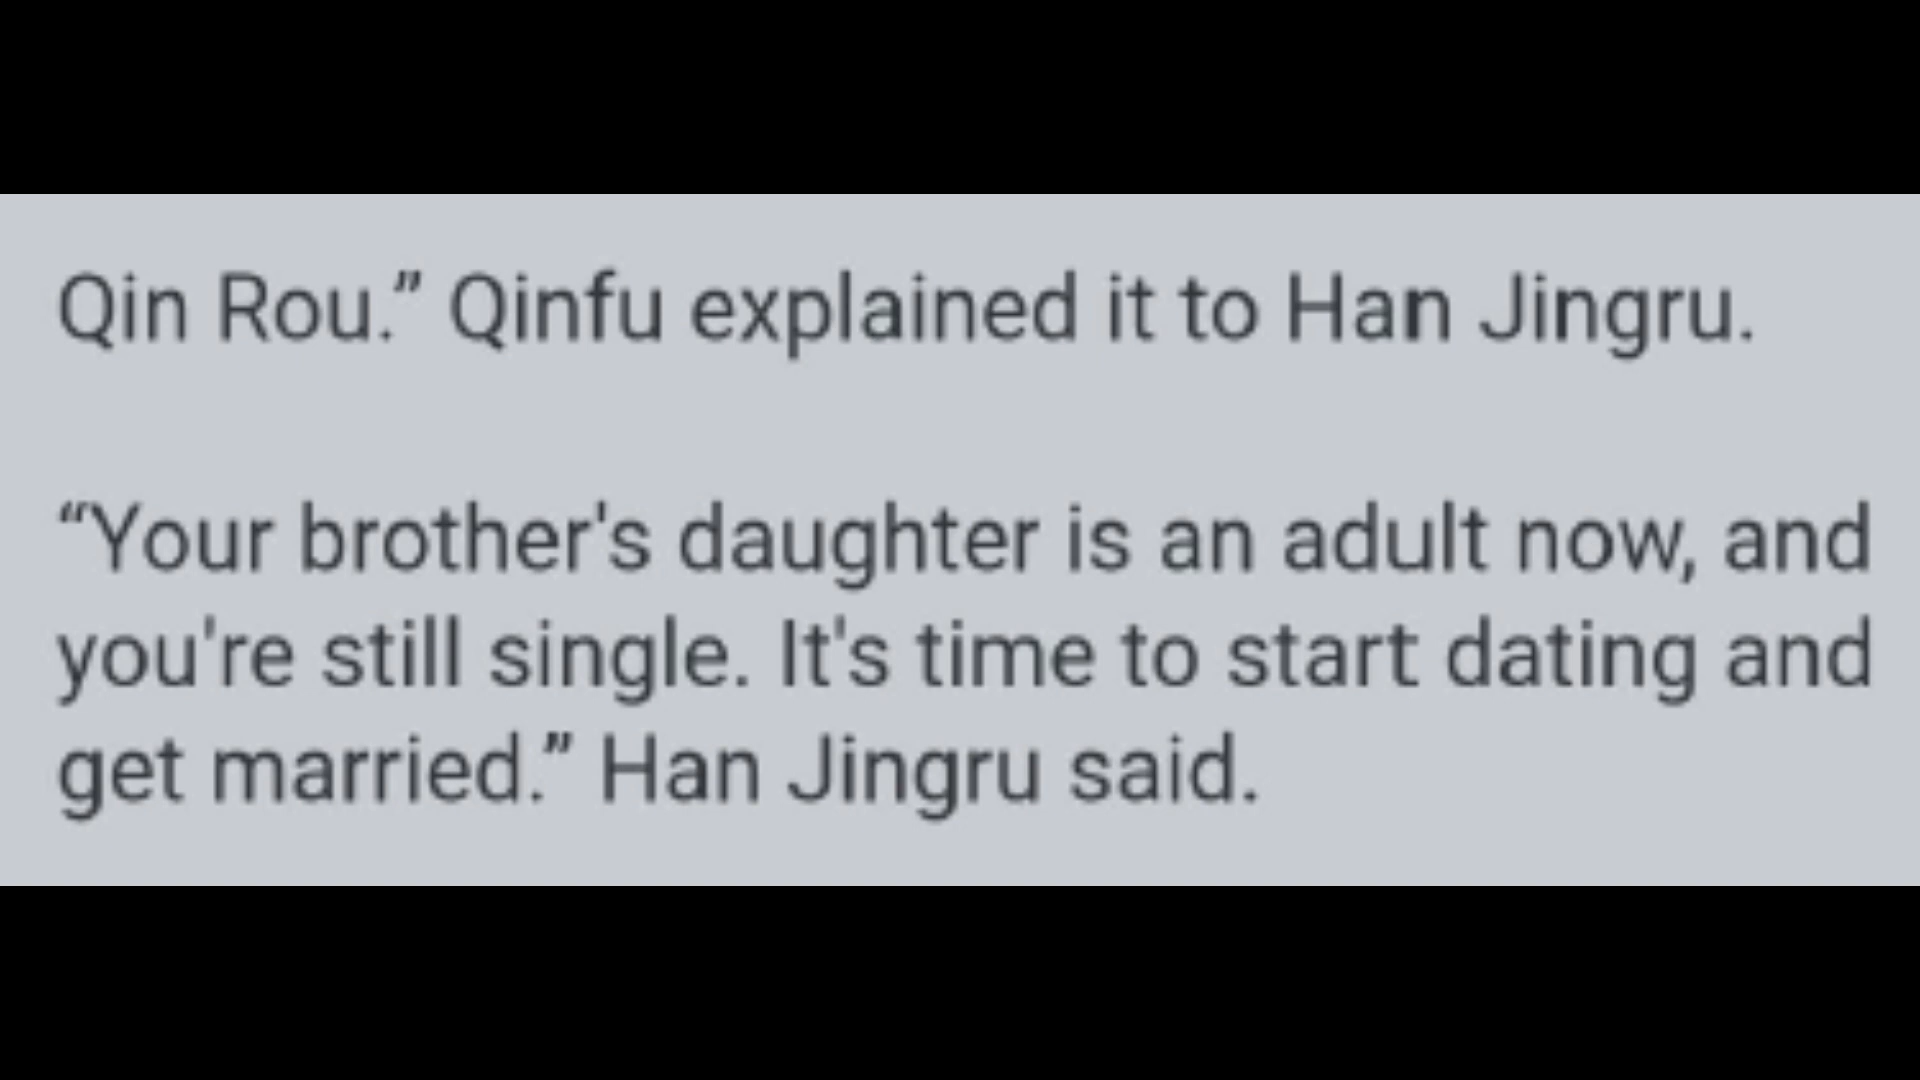 Qin Rou.” Qinfu explained it to Han Jingru.
“Your brother's daughter is an adult now, and
you're still single. It's time to start dating and
get married.” Han Jingru said.